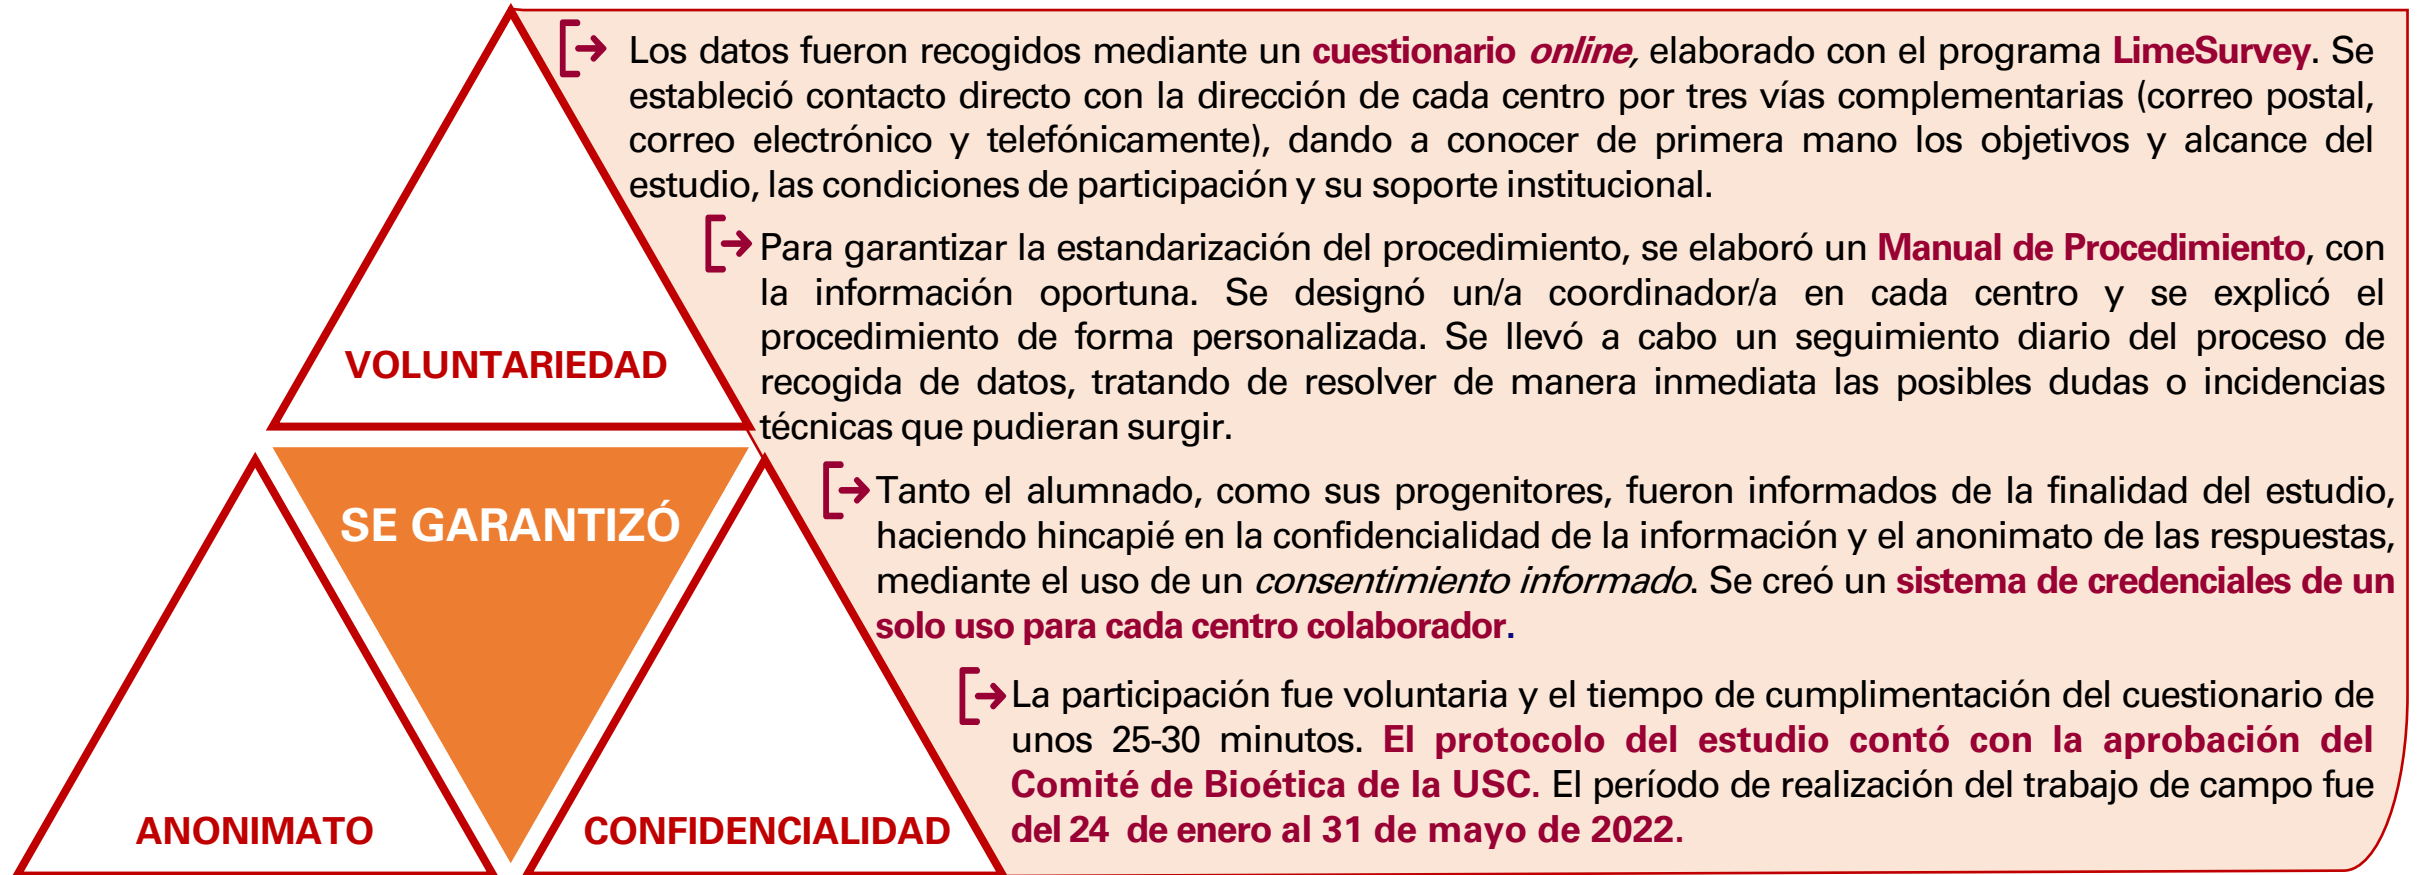 Los datos fueron recogidos mediante un cuestionario online, elaborado con el programa LimeSurvey. Se
estableció contacto directo con la dirección de cada centro por tres vías complementarias (correo postal,
correo electrónico y telefónicamente), dando a conocer de primera mano los objetivos y alcance del
estudio, las condiciones de participación y su soporte institucional.
Para garantizar la estandarización del procedimiento, se elaboró un Manual de Procedimiento, con
la información oportuna. Se designó un/a coordinador/a en cada centro y se explicó el
procedimiento de forma personalizada. Se llevó a cabo un seguimiento diario del proceso de
recogida de datos, tratando de resolver de manera inmediata las posibles dudas o incidencias
técnicas que pudieran surgir.
Tanto el alumnado, como sus progenitores, fueron informados de la finalidad del estudio,
haciendo hincapié en la confidencialidad de la información y el anonimato de las respuestas,
mediante el uso de un consentimiento informado. Se creó un sistema de credenciales de un
solo uso para cada centro colaborador.
La participación fue voluntaria y el tiempo de cumplimentación del cuestionario de
unos 25-30 minutos. El protocolo del estudio contó con la aprobación del
Comité de Bioética de la USC. El período de realización del trabajo de campo fue
del 24 de enero al 31 de mayo de 2022.
VOLUNTARIEDAD
SE GARANTIZÓ
ANONIMATO
CONFIDENCIALIDAD